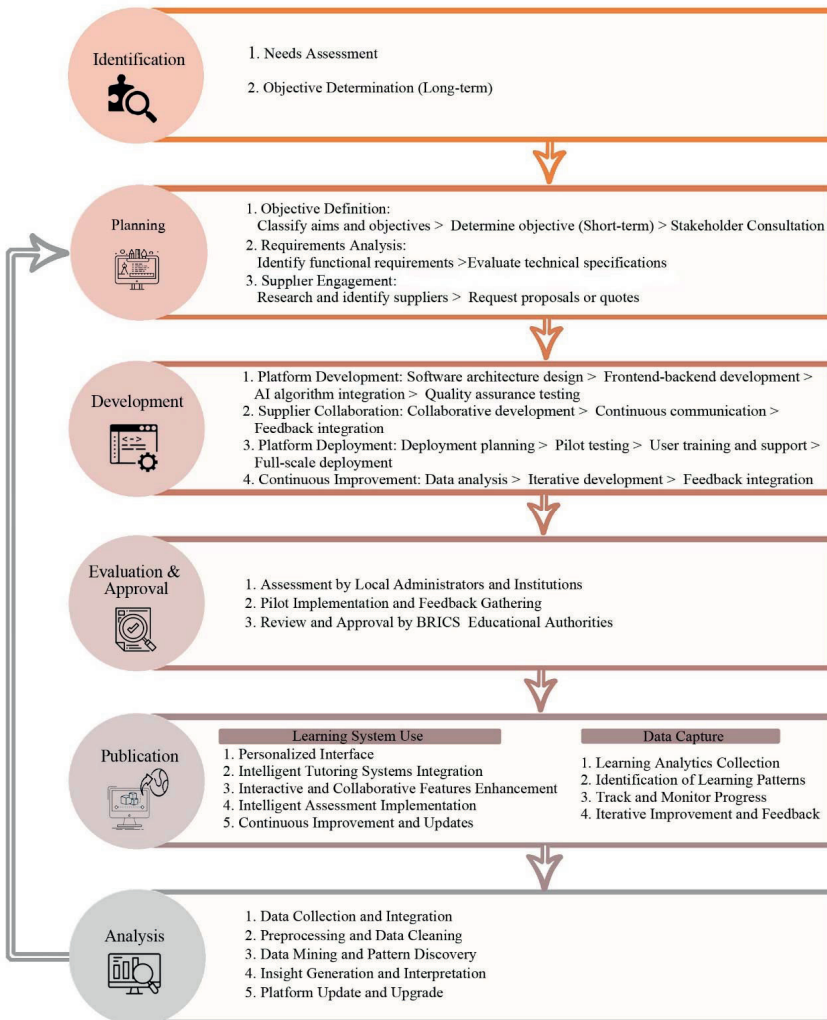 Identification
1. Needs Assessment
2. Objective Determination (Long-term)
Planning
1. Objective Definition:
Classify aims and objectives > Determine objective (Short-term) > Stakeholder Consultation
2. Requirements Analysis:
Identify functional requirements >Evaluate technical specifications
3. Supplier Engagement:
Research and identify suppliers > Request proposals or quotes
Development
1. Platform Development: Software architecture design > Frontend-backend development >
AI algorithm integration > Quality assurance testing
2. Supplier Collaboration: Collaborative development > Continuous communication >
Feedback integration
3. Platform Deployment: Deployment planning > Pilot testing > User training and support >
Full-scale deployment
4. Continuous Improvement: Data analysis > Iterative development > Feedback integration
Evaluation &
Approval
1. Assessment by Local Administrators and Institutions
2. Pilot Implementation and Feedback Gathering
3. Review and Approval by BRICS Educational Authorities
Publication
Learning System Use
1. Personalized Interface
2. Intelligent Tutoring Systems Integration
3. Interactive and Collaborative Features Enhancement
4. Intelligent Assessment Implementation
5. Continuous Improvement and Updates
Data Capture
1. Learning Analytics Collection
2. Identification of Learning Patterns
3. Track and Monitor Progress
4. Iterative Improvement and Feedback
Analysis
1. Data Collection and Integration
2. Preprocessing and Data Cleaning
3. Data Mining and Pattern Discovery
4. Insight Generation and Interpretation
5. Platform Update and Upgrade